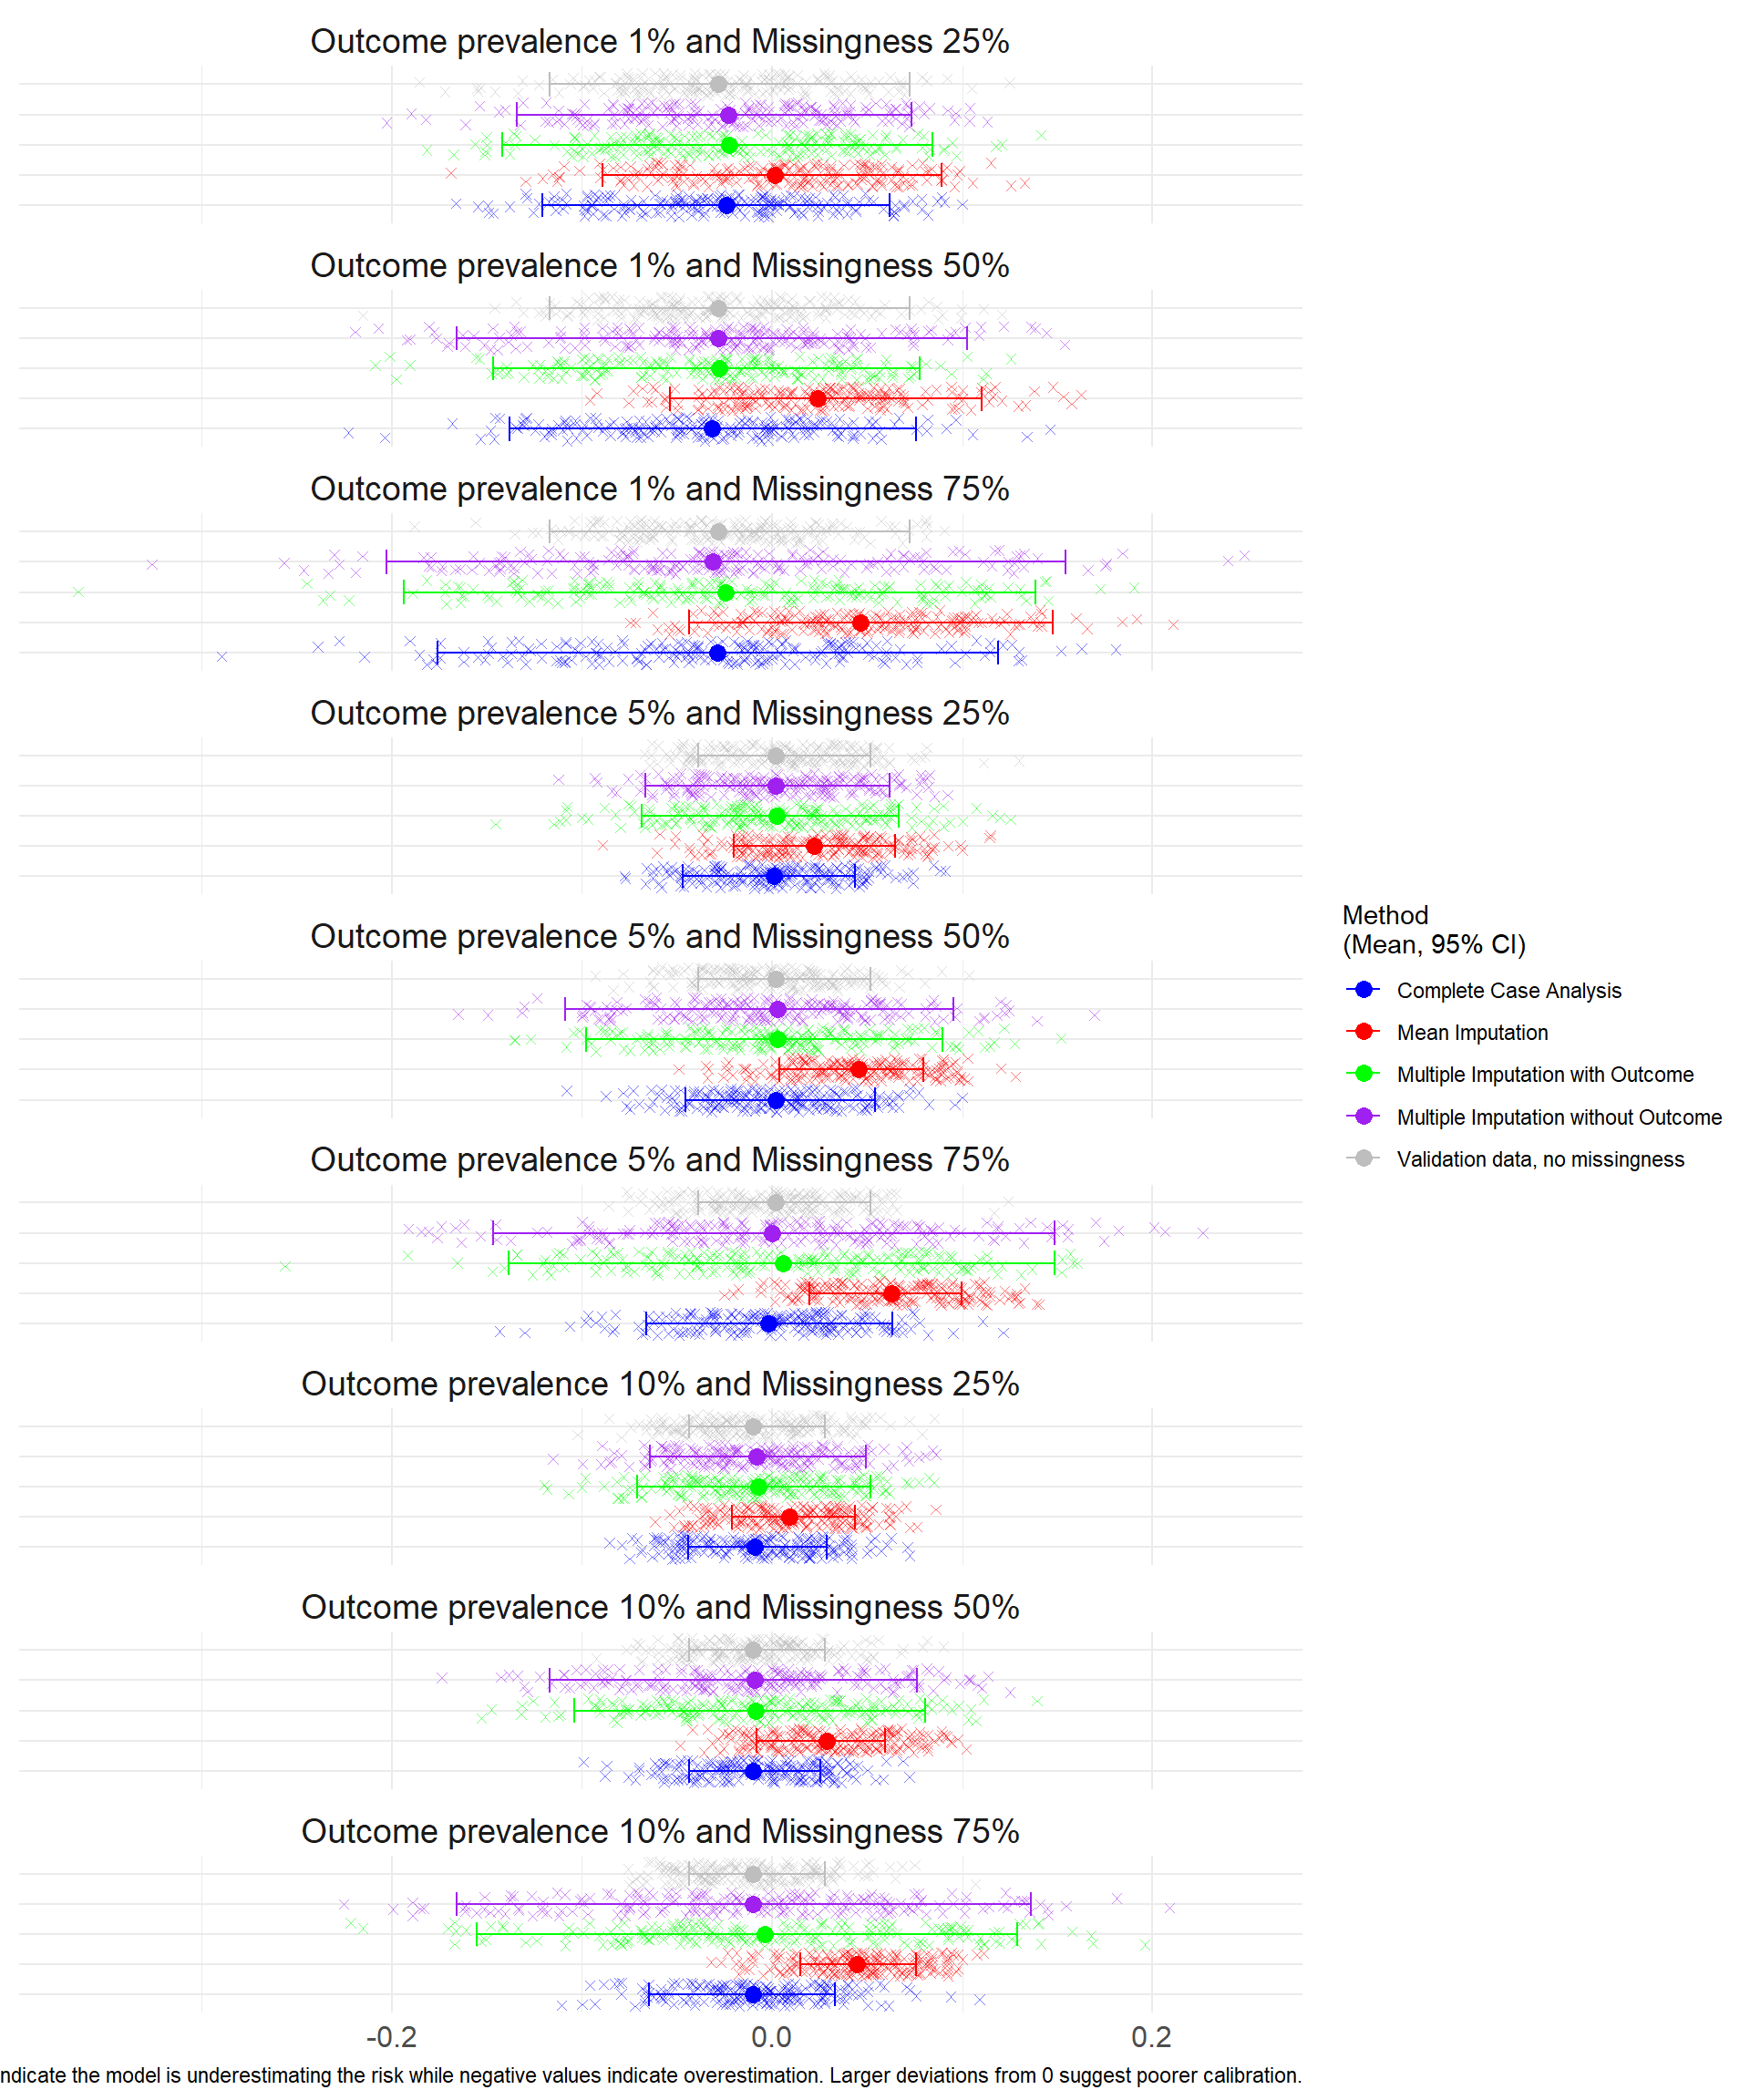 Outcome prevalence 1% and Missingness 25%
Outcome prevalence 1% and Missingness 50%
Outcome prevalence 1% and Missingness 75%
Outcome prevalence 5% and Missingness 25%
Outcome prevalence 5% and Missingness 50%
Outcome prevalence 5% and Missingness 75%
Outcome prevalence 10% and Missingness 25%
Outcome prevalence 10% and Missingness 50%
Outcome prevalence 10% and Missingness 75%
-0.2 0.0 0.2
ndicate the model is underestimating the risk while negative values indicate overestimation. Larger deviations from 0 suggest poorer calibration.
Method
(Mean, 95% CI)
Complete Case Analysis
Mean Imputation
Multiple Imputation with Outcome
Multiple Imputation without Outcome
Validation data, no missingness